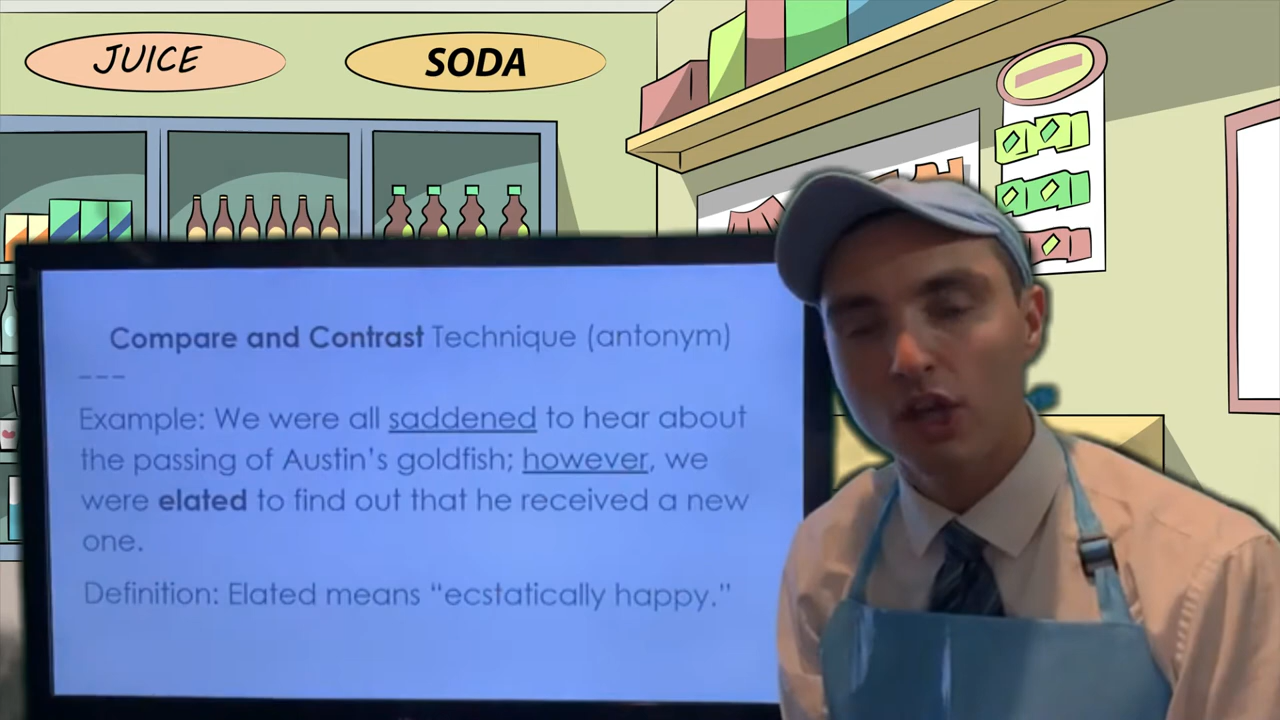 JUICE
SODA
Compare and Contrast Technique (antonym)
---
Example: We were all saddened to hear about
the passing of Austin's goldfish; however, we
were elated to find out that he received a new
one.
Definition: Elated means “ecstatically happy.”